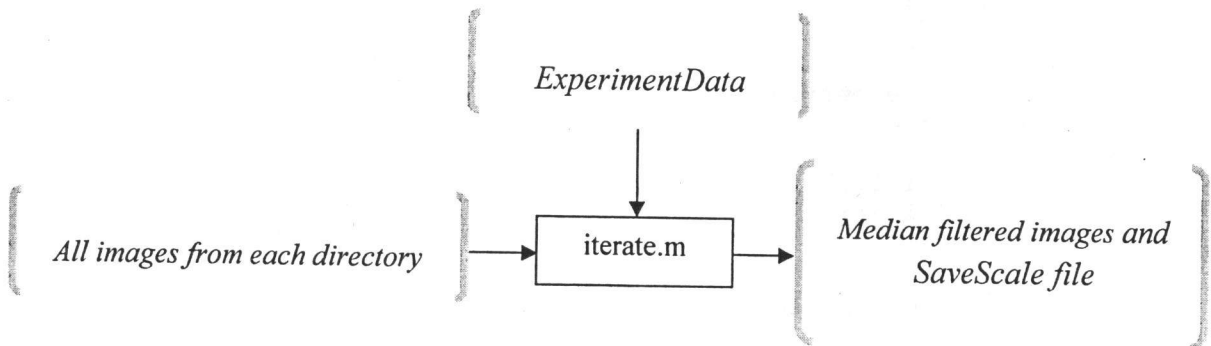 ExperimentData
All images from each directory
iterate.m
Median filtered images and
SaveScale file